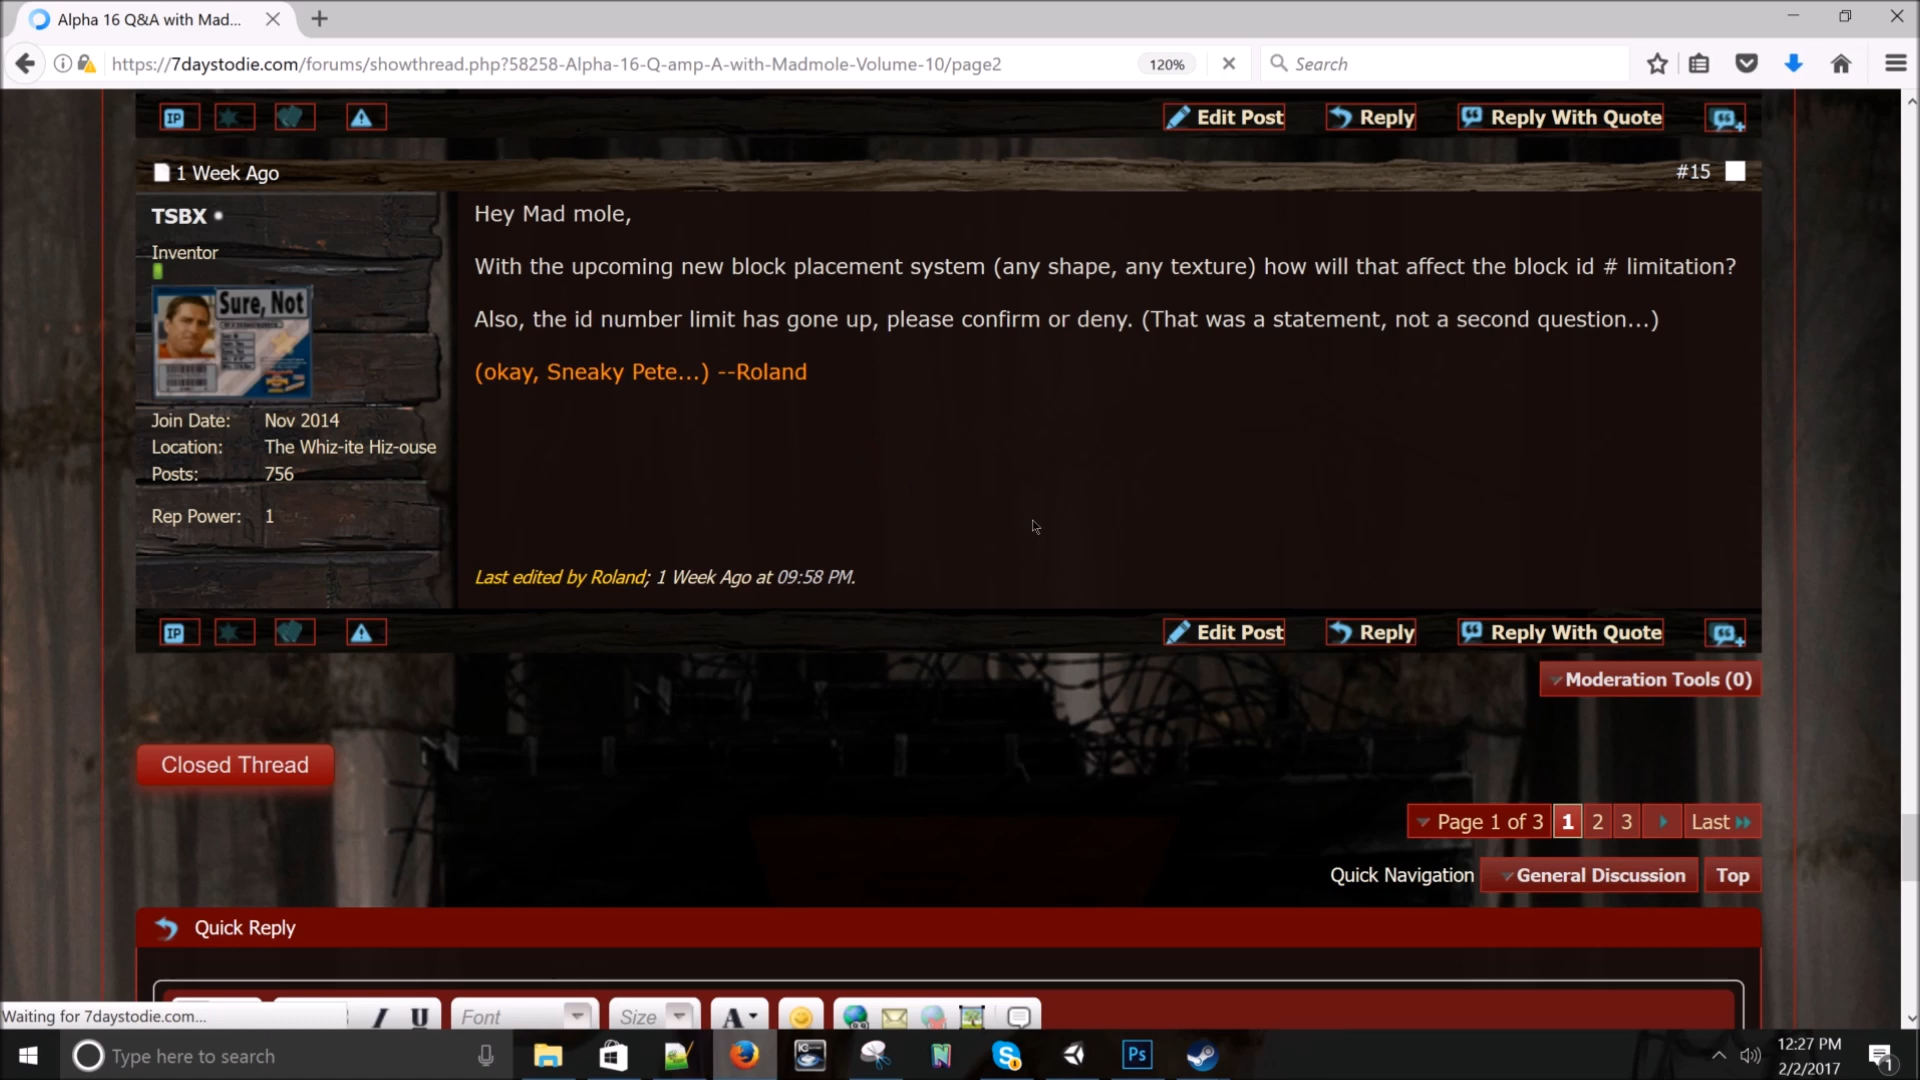 Alpha 16 Q&A with Mad...
https://7daystodie.com/forums/showthread.php?58258-Alpha-16-Q-amp-A-with-Madmole-Volume-10/page2
120%
Search
IP
Edit Post
Reply
Reply With Quote
1 Week Ago
#15
TSBX
Inventor
Sure, Not
Join Date: Nov 2014
Location: The Whiz-ite Hiz-ouse
Posts: 756
Rep Power: 1
Hey Mad mole,
With the upcoming new block placement system (any shape, any texture) how will that affect the block id # limitation?
Also, the id number limit has gone up, please confirm or deny. (That was a statement, not a second question...)
(okay, Sneaky Pete...) --Roland
Last edited by Roland; 1 Week Ago at 09:58 PM.
IP
Edit Post
Reply
Reply With Quote
Moderation Tools (0)
Closed Thread
Page 1 of 3 1 2 3 Last
Quick Navigation General Discussion Top
Quick Reply
I U Font Size A
Waiting for 7daystodie.com...
Type here to search
Ps
12:27 PM
2/2/2017
1